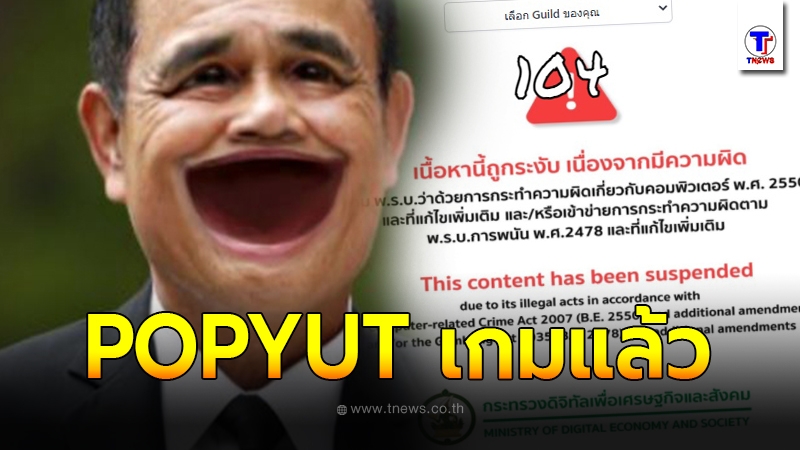 เลือก Guild ของคุณ
TNEWS
104
เนื้อหานี้ถูกระงับ เนื่องจากมีความผิด
พ.ร.บ.ว่าด้วยการกระทำความผิดเกี่ยวกับคอมพิวเตอร์ พ.ศ. 2550
และที่แก้ไขเพิ่มเติม และ/หรือเข้าข่ายการกระทำความผิดตาม
พ.ร.บ.การพนัน พ.ศ.2478 และที่แก้ไขเพิ่มเติม
This content has been suspended
due to its illegal acts in accordance with
Crime Act 2007 (B.E. 2550 additional
POPYUT เกมแล้ว
additional amendments
www.tnews.co.th
กระทรวงดิจิทัลเพื่อเศรษฐกิจและสังคม
MINISTRY OF DIGITAL ECONOMY AND SOCIETY